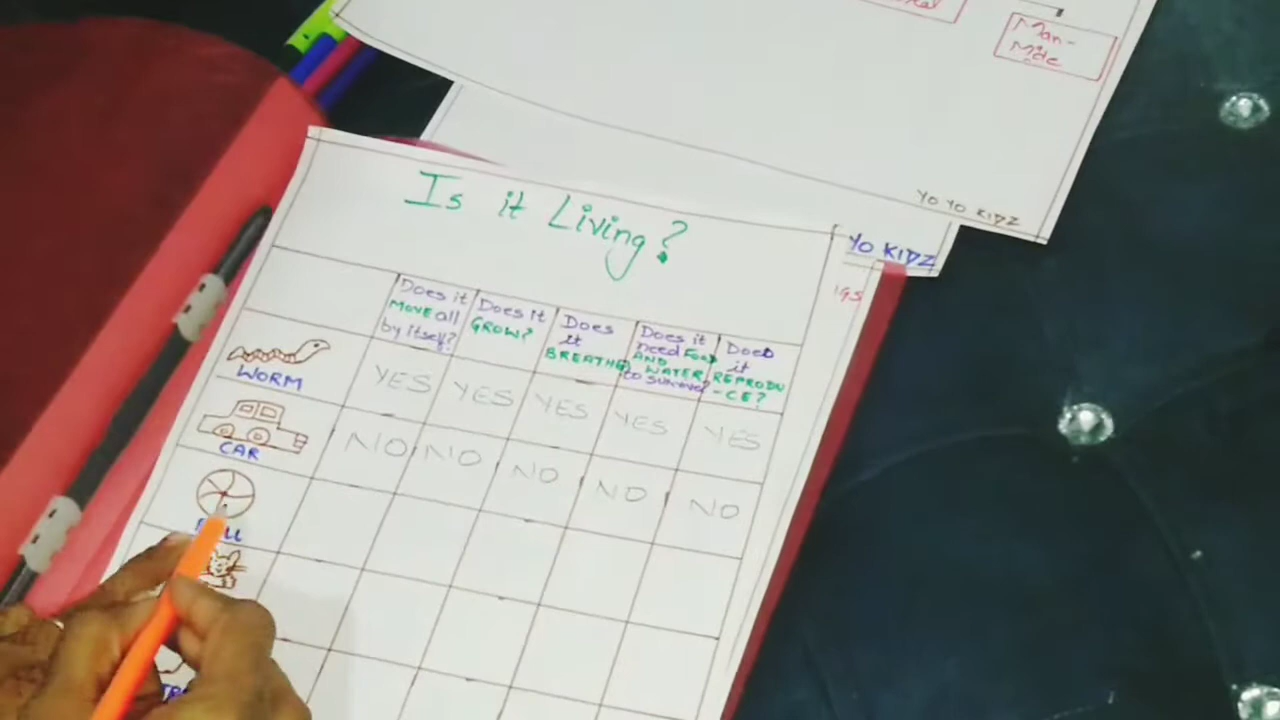 Man-
Made
YO YO KIDZ
YO KIDZ
Is it Living?
Does it
MOVE all
by itself?
Does it
GROW?
Does
it
BREATHE
Does it
need FOOD
AND
WATER
to survive?
Does
it
REPRODU
-CE?
WORM
YES YES YES YES YES
CAR
NO NO NO NO NO